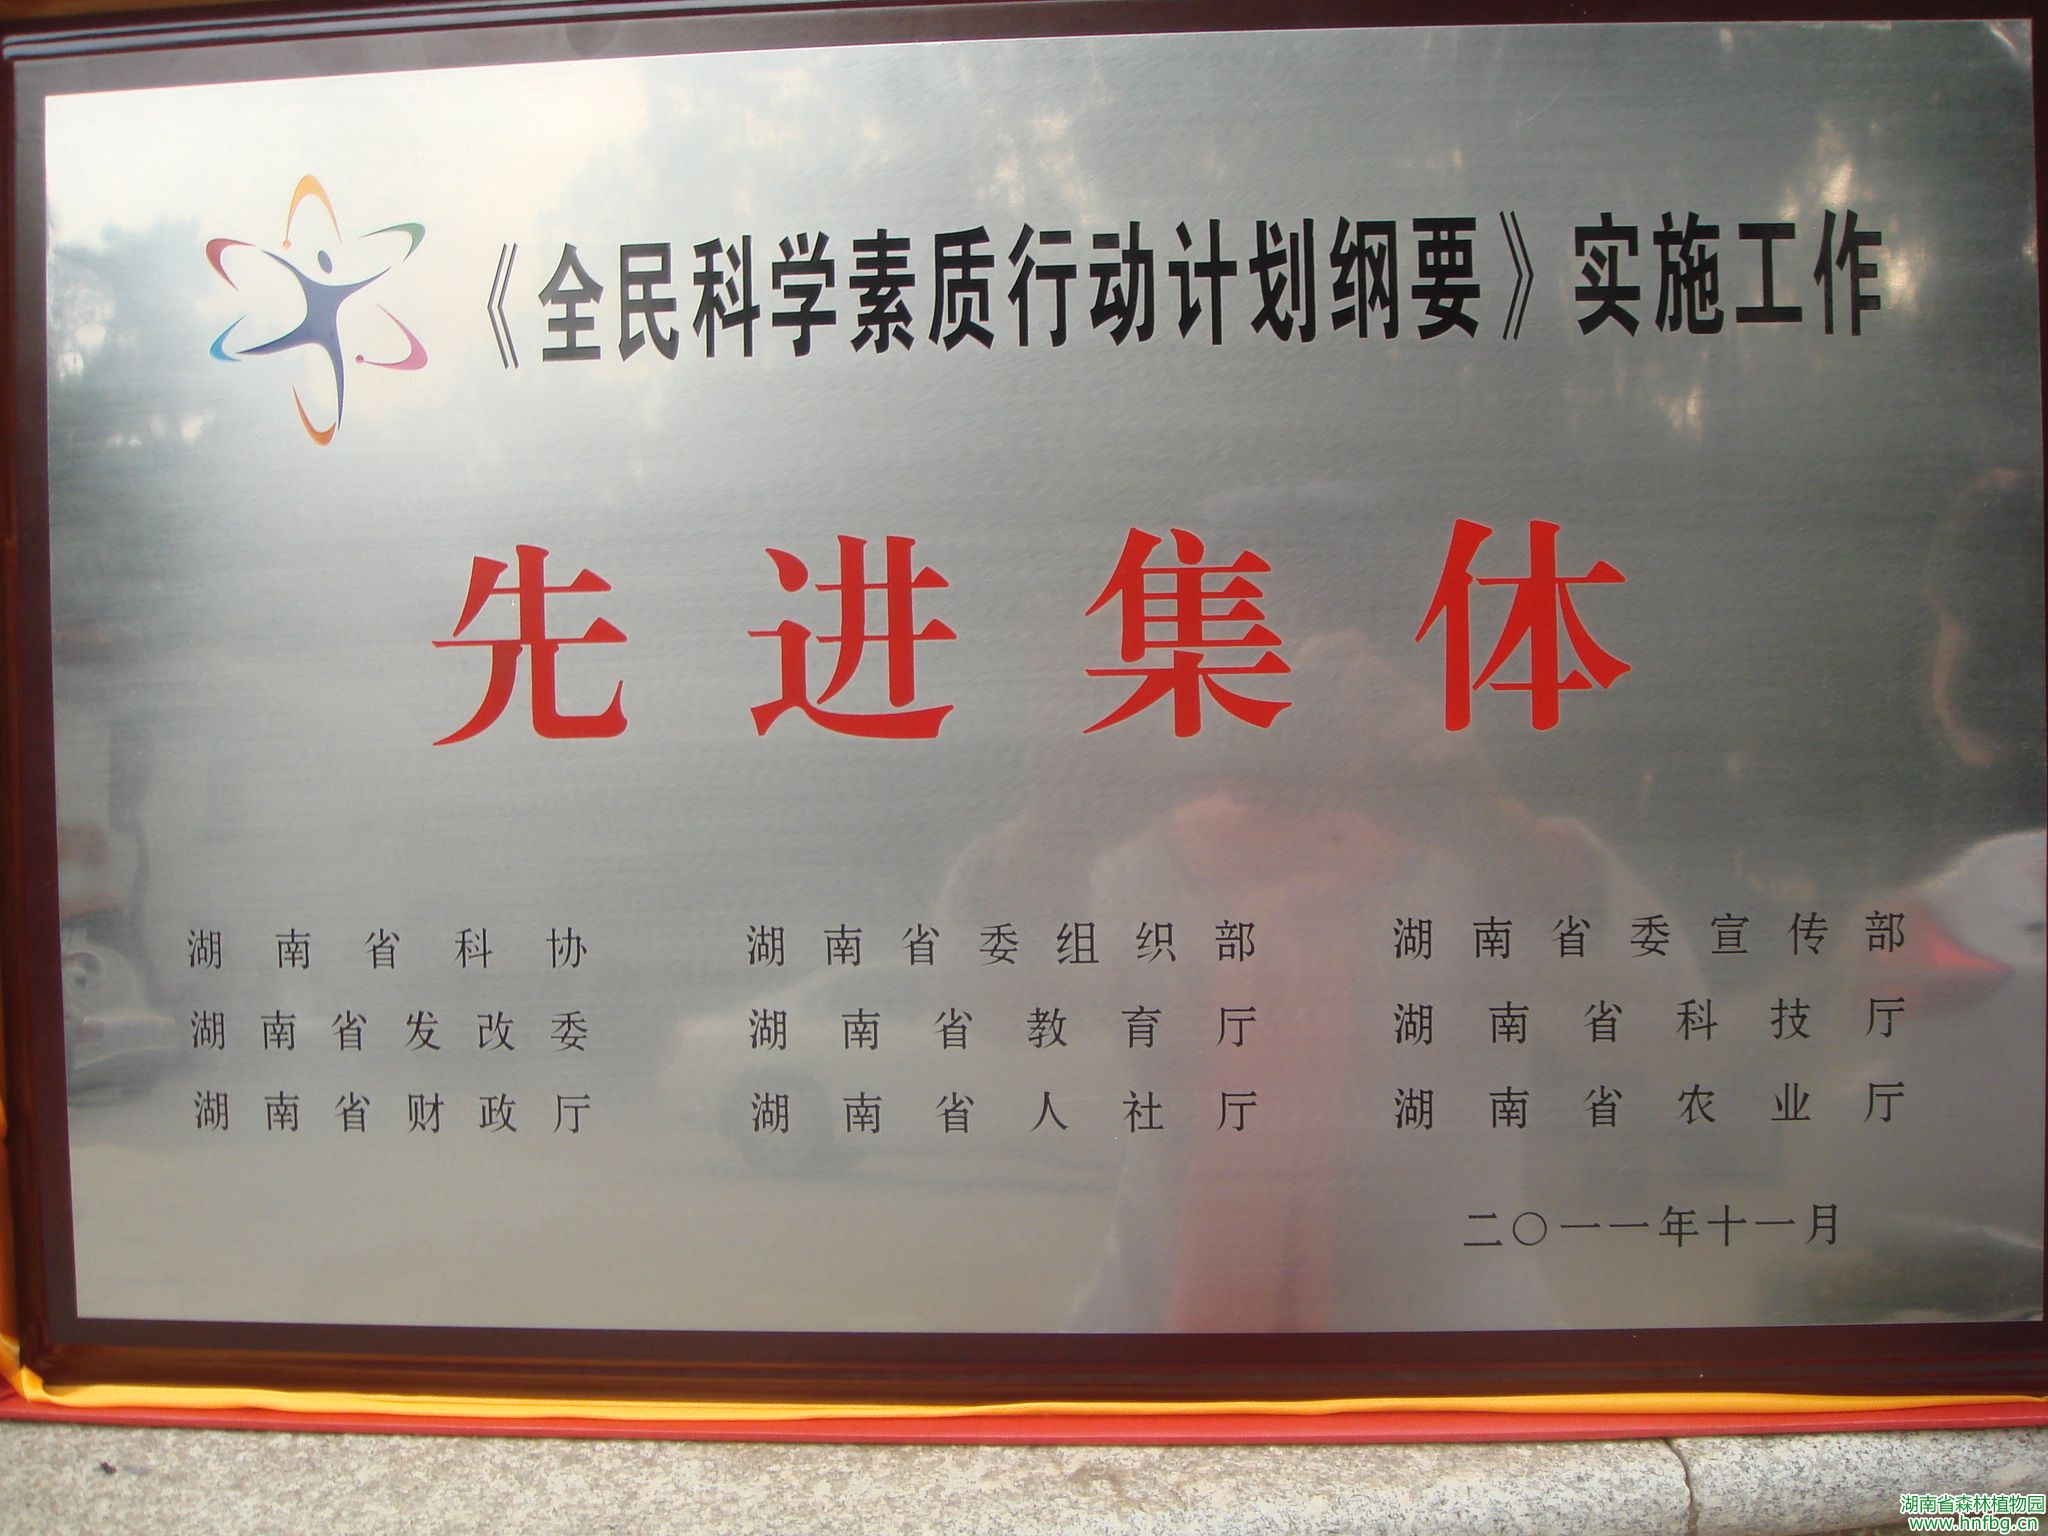 《全民科学素质行动计划纲要》实施工作
先进集体
湖南省科协 湖南省委组织部 湖南省委宣传部
湖南省发改委 湖南省教育厅 湖南省科技厅
湖南省财政厅 湖南省人社厅 湖南省农业厅
二〇一一年十一月
湖南省森林植物园
www.hnfbg.cn